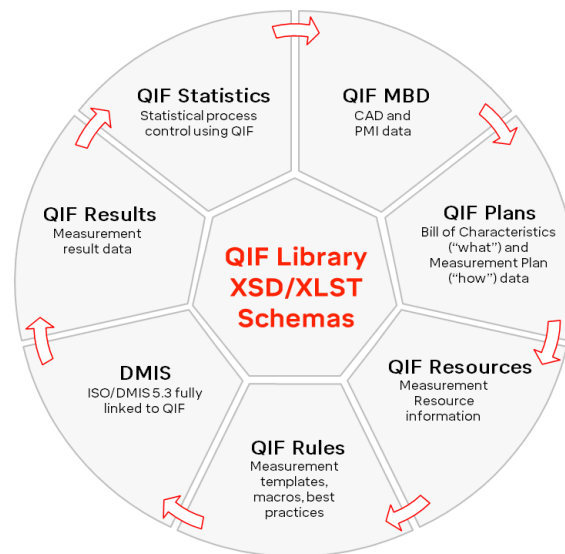 QIF Statistics
Statistical process
control using QIF
QIF MBD
CAD and
PMI data
QIF Plans
Bill of Characteristics
(“what”) and
Measurement Plan
(“how”) data
QIF Resources
Measurement
Resource
information
QIF Rules
Measurement
templates,
macros, best
practices
DMIS
ISO/DMIS 5.3 fully
linked to QIF
QIF Results
Measurement
result data
QIF Library
XSD/XLST
Schemas